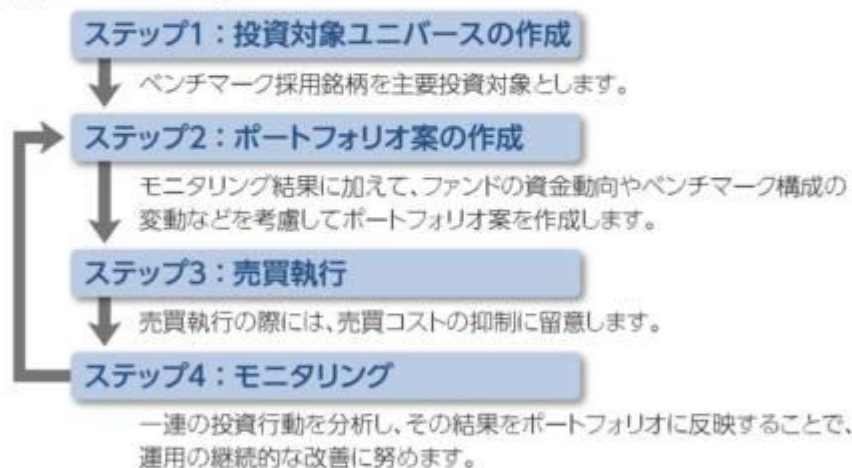 ステップ1：投資対象ユニバースの作成
ベンチマーク採用銘柄を主要投資対象とします。
ステップ2：ポートフォリオ案の作成
モニタリング結果に加えて、ファンドの資金動向やベンチマーク構成の
変動などを考慮してポートフォリオ案を作成します。
ステップ3：売買執行
売買執行の際には、売買コストの抑制に留意します。
ステップ4：モニタリング
一連の投資行動を分析し、その結果をポートフォリオに反映することで、
運用の継続的な改善に努めます。